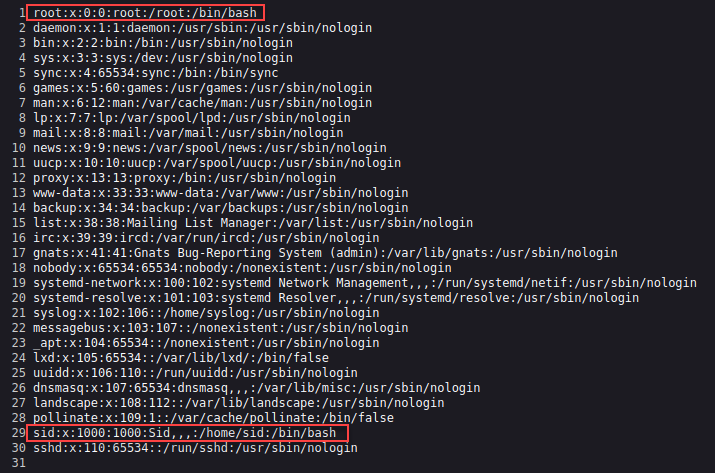 1 root:x:0:0:root:/root:/bin/bash
2 daemon:x:1:1:daemon:/usr/sbin:/usr/sbin/nologin
3 bin:x:2:2:bin:/bin:/usr/sbin/nologin
4 sys:x:3:3:sys:/dev:/usr/sbin/nologin
5 sync:x:4:65534:sync:/bin:/bin/sync
6 games:x:5:60:games:/usr/games:/usr/sbin/nologin
7 man:x:6:12:man:/var/cache/man:/usr/sbin/nologin
8 lp:x:7:7:lp:/var/spool/lpd:/usr/sbin/nologin
9 mail:x:8:8:mail:/var/mail:/usr/sbin/nologin
10 news:x:9:9:news:/var/spool/news:/usr/sbin/nologin
11 uucp:x:10:10:uucp:/var/spool/uucp:/usr/sbin/nologin
12 proxy:x:13:13:proxy:/bin:/usr/sbin/nologin
13 www-data:x:33:33:www-data:/var/www:/usr/sbin/nologin
14 backup:x:34:34:backup:/var/backups:/usr/sbin/nologin
15 list:x:38:38:Mailing List Manager:/var/list:/usr/sbin/nologin
16 irc:x:39:39:ircd:/var/run/ircd:/usr/sbin/nologin
17 gnats:x:41:41:Gnats Bug-Reporting System (admin):/var/lib/gnats:/usr/sbin/nologin
18 nobody:x:65534:65534:nobody:/nonexistent:/usr/sbin/nologin
19 systemd-network:x:100:102:systemd Network Management,,,:/run/systemd/netif:/usr/sbin/nologin
20 systemd-resolve:x:101:103:systemd Resolver,,,:/run/systemd/resolve:/usr/sbin/nologin
21 syslog:x:102:106::/home/syslog:/usr/sbin/nologin
22 messagebus:x:103:107::/nonexistent:/usr/sbin/nologin
23 _apt:x:104:65534::/nonexistent:/usr/sbin/nologin
24 lxd:x:105:65534::/var/lib/lxd/:/bin/false
25 uuidd:x:106:110::/run/uuidd:/usr/sbin/nologin
26 dnsmasq:x:107:65534:dnsmasq,,,:/var/lib/misc:/usr/sbin/nologin
27 landscape:x:108:112::/var/lib/landscape:/usr/sbin/nologin
28 pollinate:x:109:1::/var/cache/pollinate:/bin/false
29 sid:x:1000:1000:Sid,,,:/home/sid:/bin/bash
30 sshd:x:110:65534::/run/sshd:/usr/sbin/nologin
31